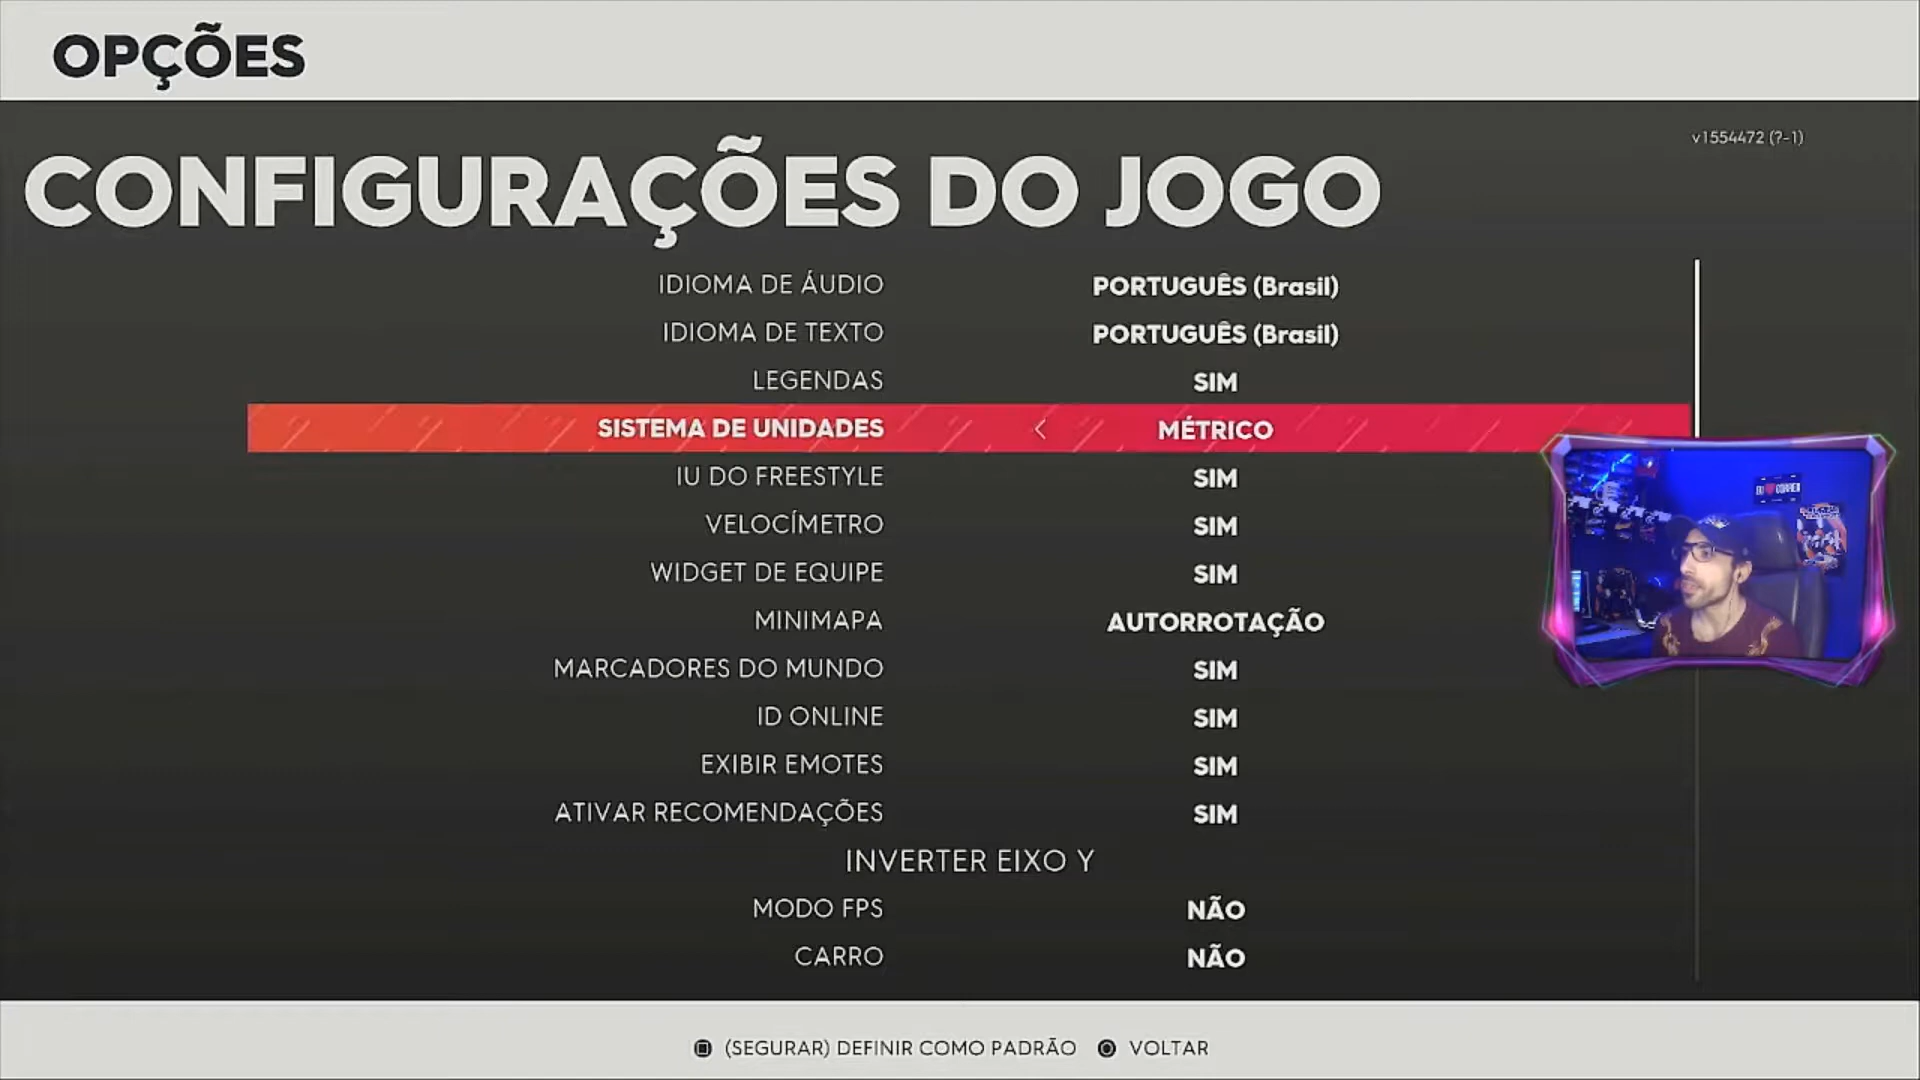 OPÇÕES
v1554472 (?-1)
CONFIGURAÇÕES DO JOGO
IDIOMA DE ÁUDIO PORTUGUÊS (Brasil)
IDIOMA DE TEXTO PORTUGUÊS (Brasil)
LEGENDAS SIM
SISTEMA DE UNIDADES < MÉTRICO
IU DO FREESTYLE SIM
VELOCÍMETRO SIM
WIDGET DE EQUIPE SIM
MINIMAPA AUTORROTAÇÃO
MARCADORES DO MUNDO SIM
ID ONLINE SIM
EXIBIR EMOTES SIM
ATIVAR RECOMENDAÇÕES SIM
INVERTER EIXO Y
MODO FPS NÃO
CARRO NÃO
(SEGURAR) DEFINIR COMO PADRÃO VOLTAR